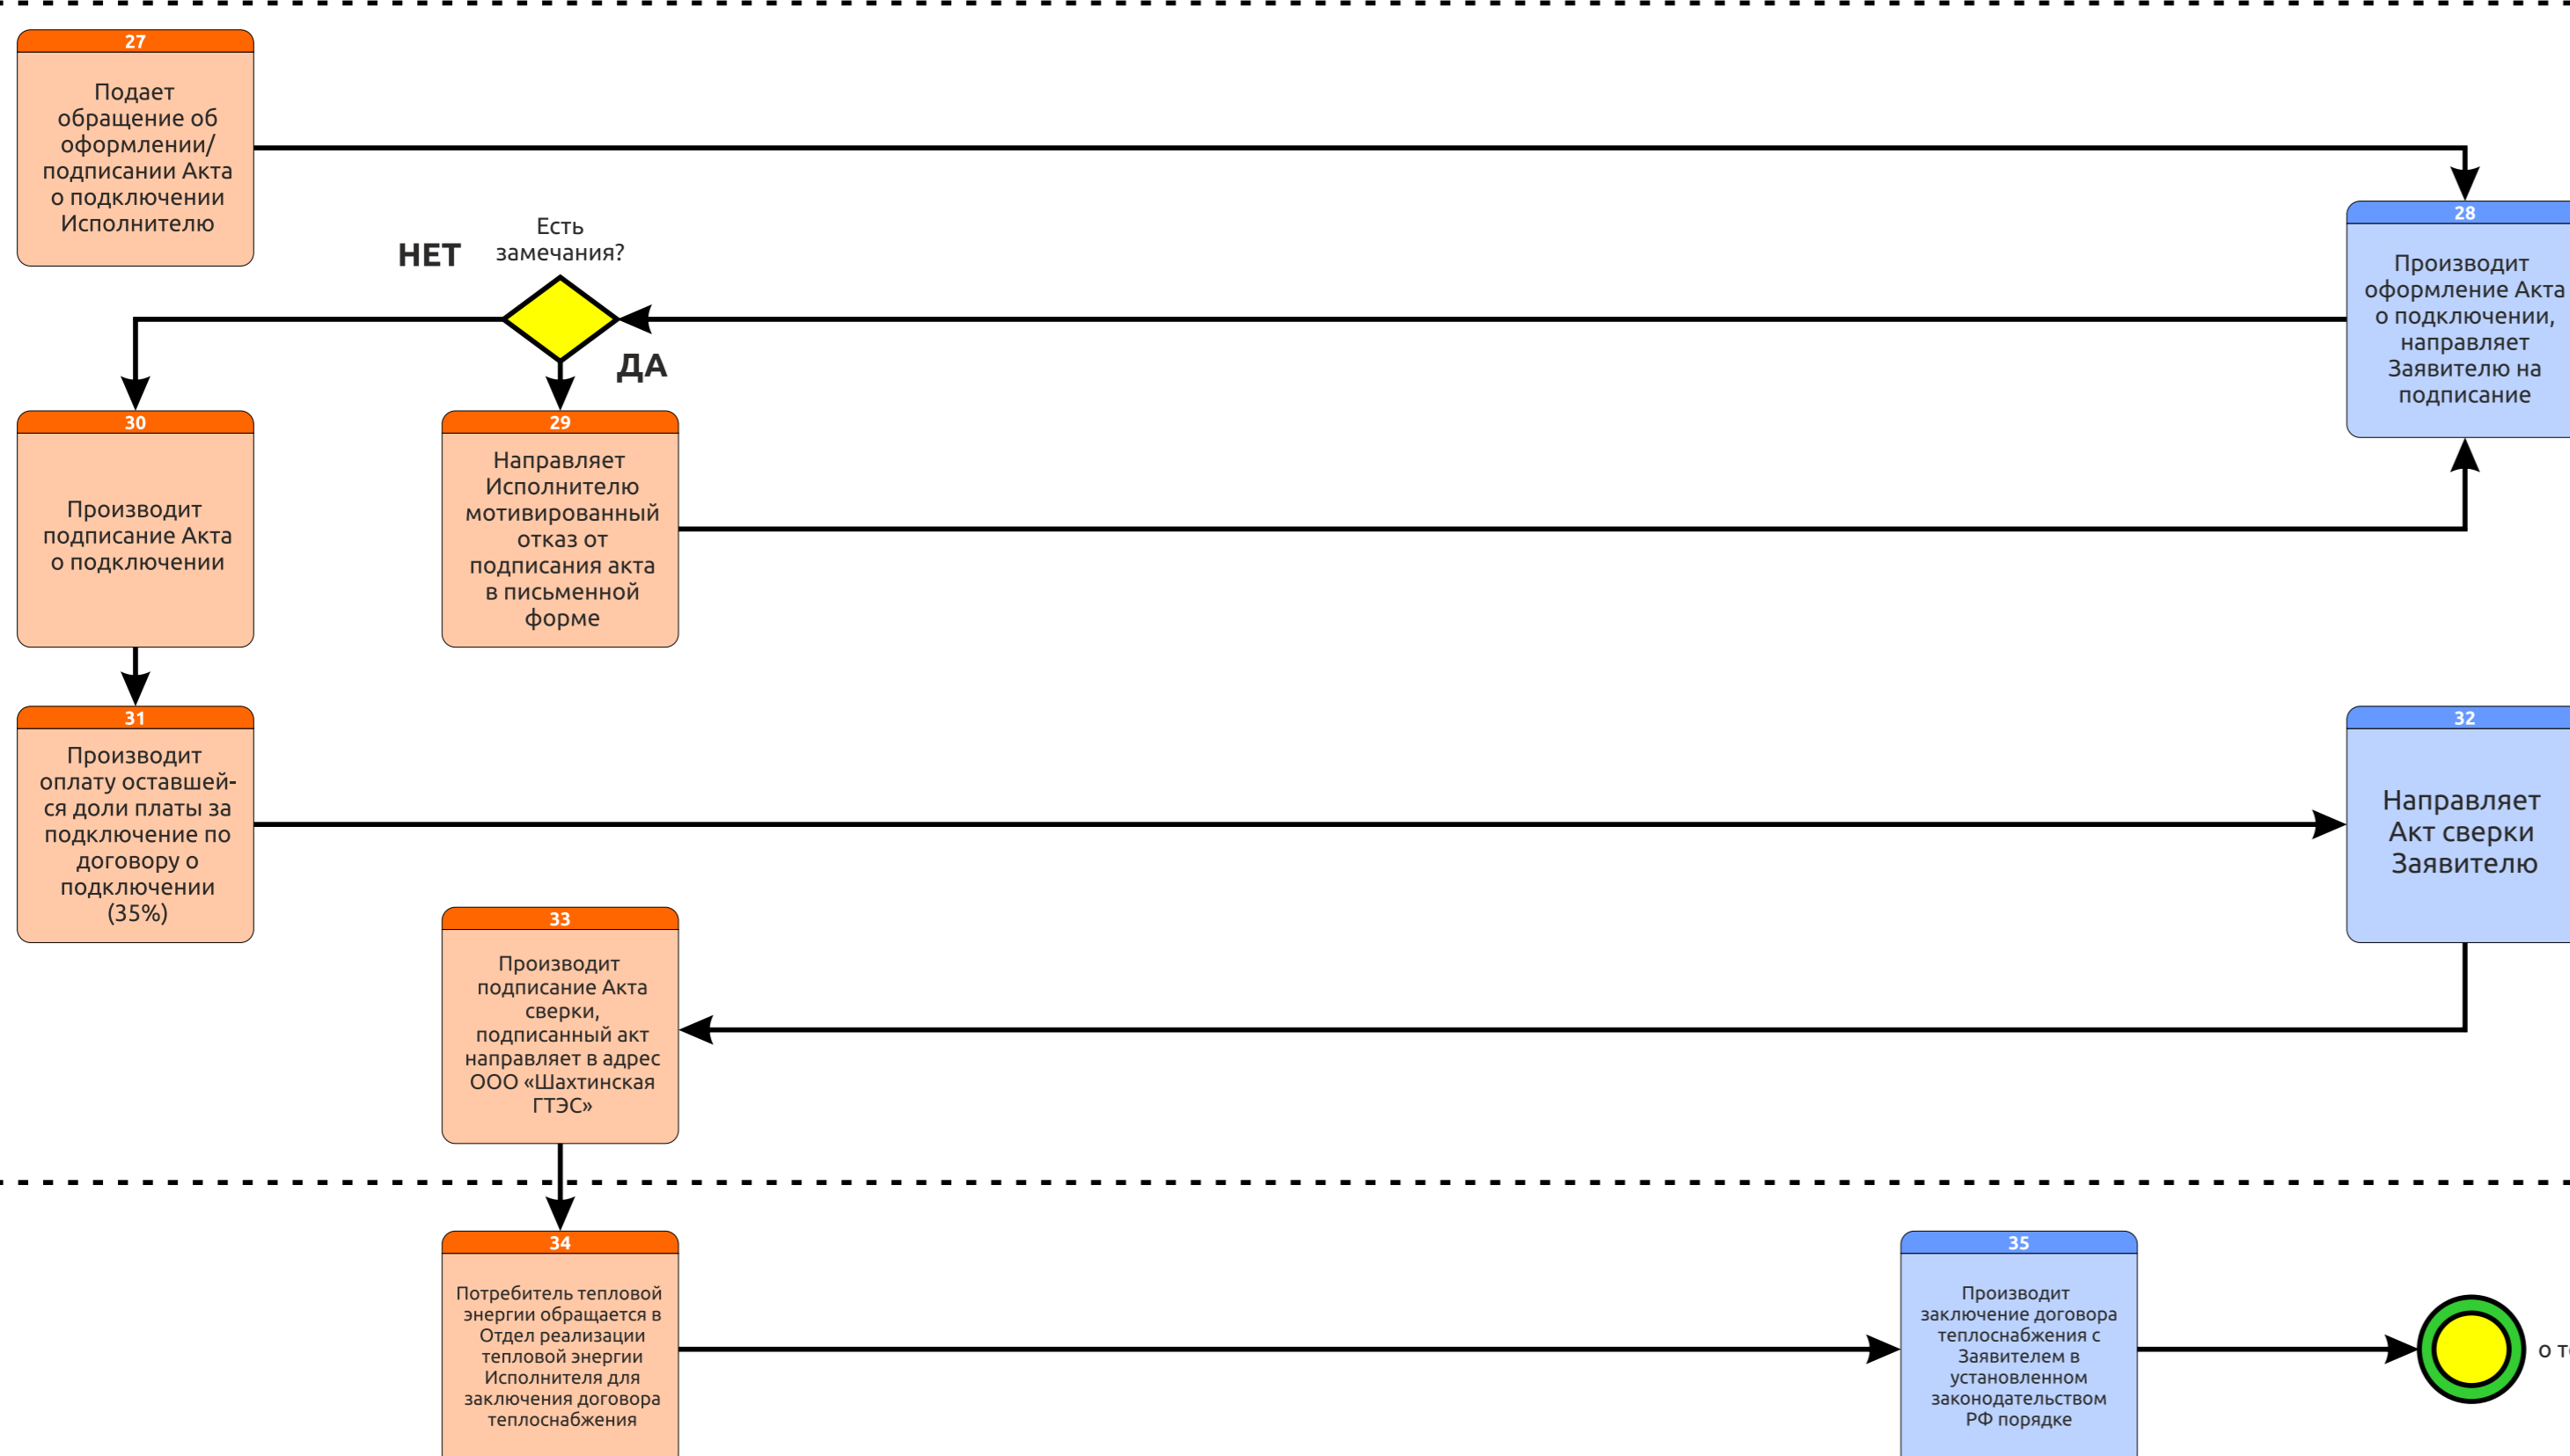 27
Подает
обращение об
оформлении/
подписании Акта
о подключении
Исполнителю
28
Производит
оформление Акта
о подключении,
направляет
Заявителю на
подписание
Есть
замечания?
НЕТ
ДА
30
Производит
подписание Акта
о подключении
29
Направляет
Исполнителю
мотивированный
отказ от
подписания акта
в письменной
форме
31
Производит
оплату оставшей-
ся доли платы за
подключение по
договору о
подключении
(35%)
32
Направляет
Акт сверки
Заявителю
33
Производит
подписание Акта
сверки,
подписанный акт
направляет в адрес
ООО «Шахтинская
ГТЭС»
34
Потребитель тепловой
энергии обращается в
Отдел реализации
тепловой энергии
Исполнителя для
заключения договора
теплоснабжения
35
Производит
заключение договора
теплоснабжения с
Заявителем в
установленном
законодательством
РФ порядке
о